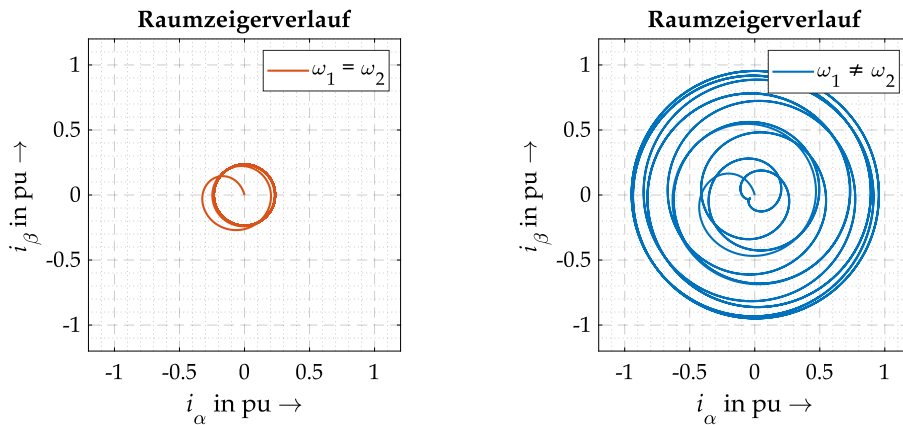 Raumzeigerverlauf
ω1 = ω2
1
0.5
0
-0.5
-1
-1
-0.5
0
0.5
1
iβ in pu →
iα in pu →
Raumzeigerverlauf
ω1 ≠ ω2
1
0.5
0
-0.5
-1
-1
-0.5
0
0.5
1
iβ in pu →
iα in pu →